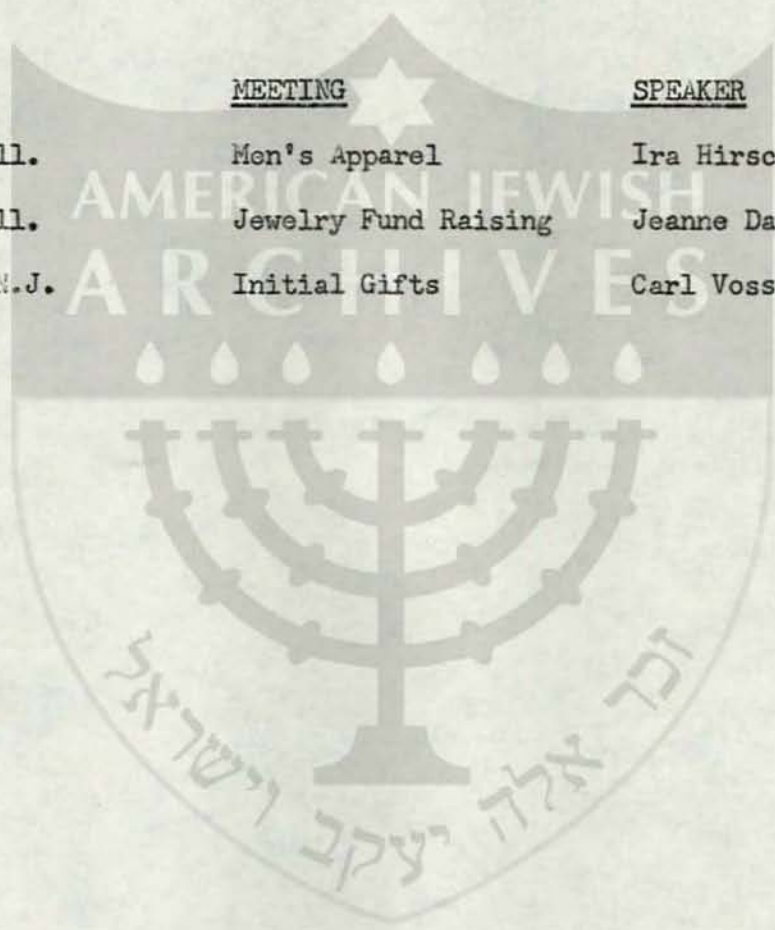 MEETING SPEAKER
ll. Men's Apparel Ira Hirsc
ll. Jewelry Fund Raising Jeanne Da
N.J. Initial Gifts Carl Voss
AMERICAN JEWISH
ARCHIVES
זכר אלה יעקב וישראל